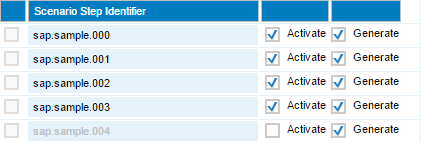 Scenario Step Identifier
sap.sample.000 Activate Generate
sap.sample.001 Activate Generate
sap.sample.002 Activate Generate
sap.sample.003 Activate Generate
sap.sample.004 Activate Generate